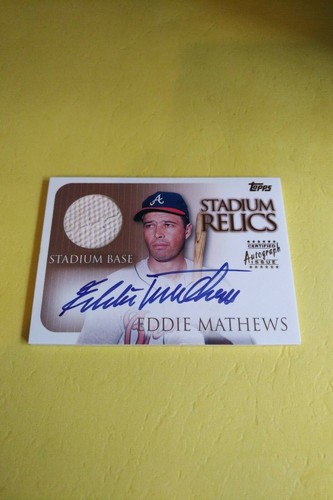 Topps
A
STADIUM
RELICS
STADIUM BASE
CERTIFIED
Autograph
ISSUE
Eddie Mathews
EDDIE MATHEWS